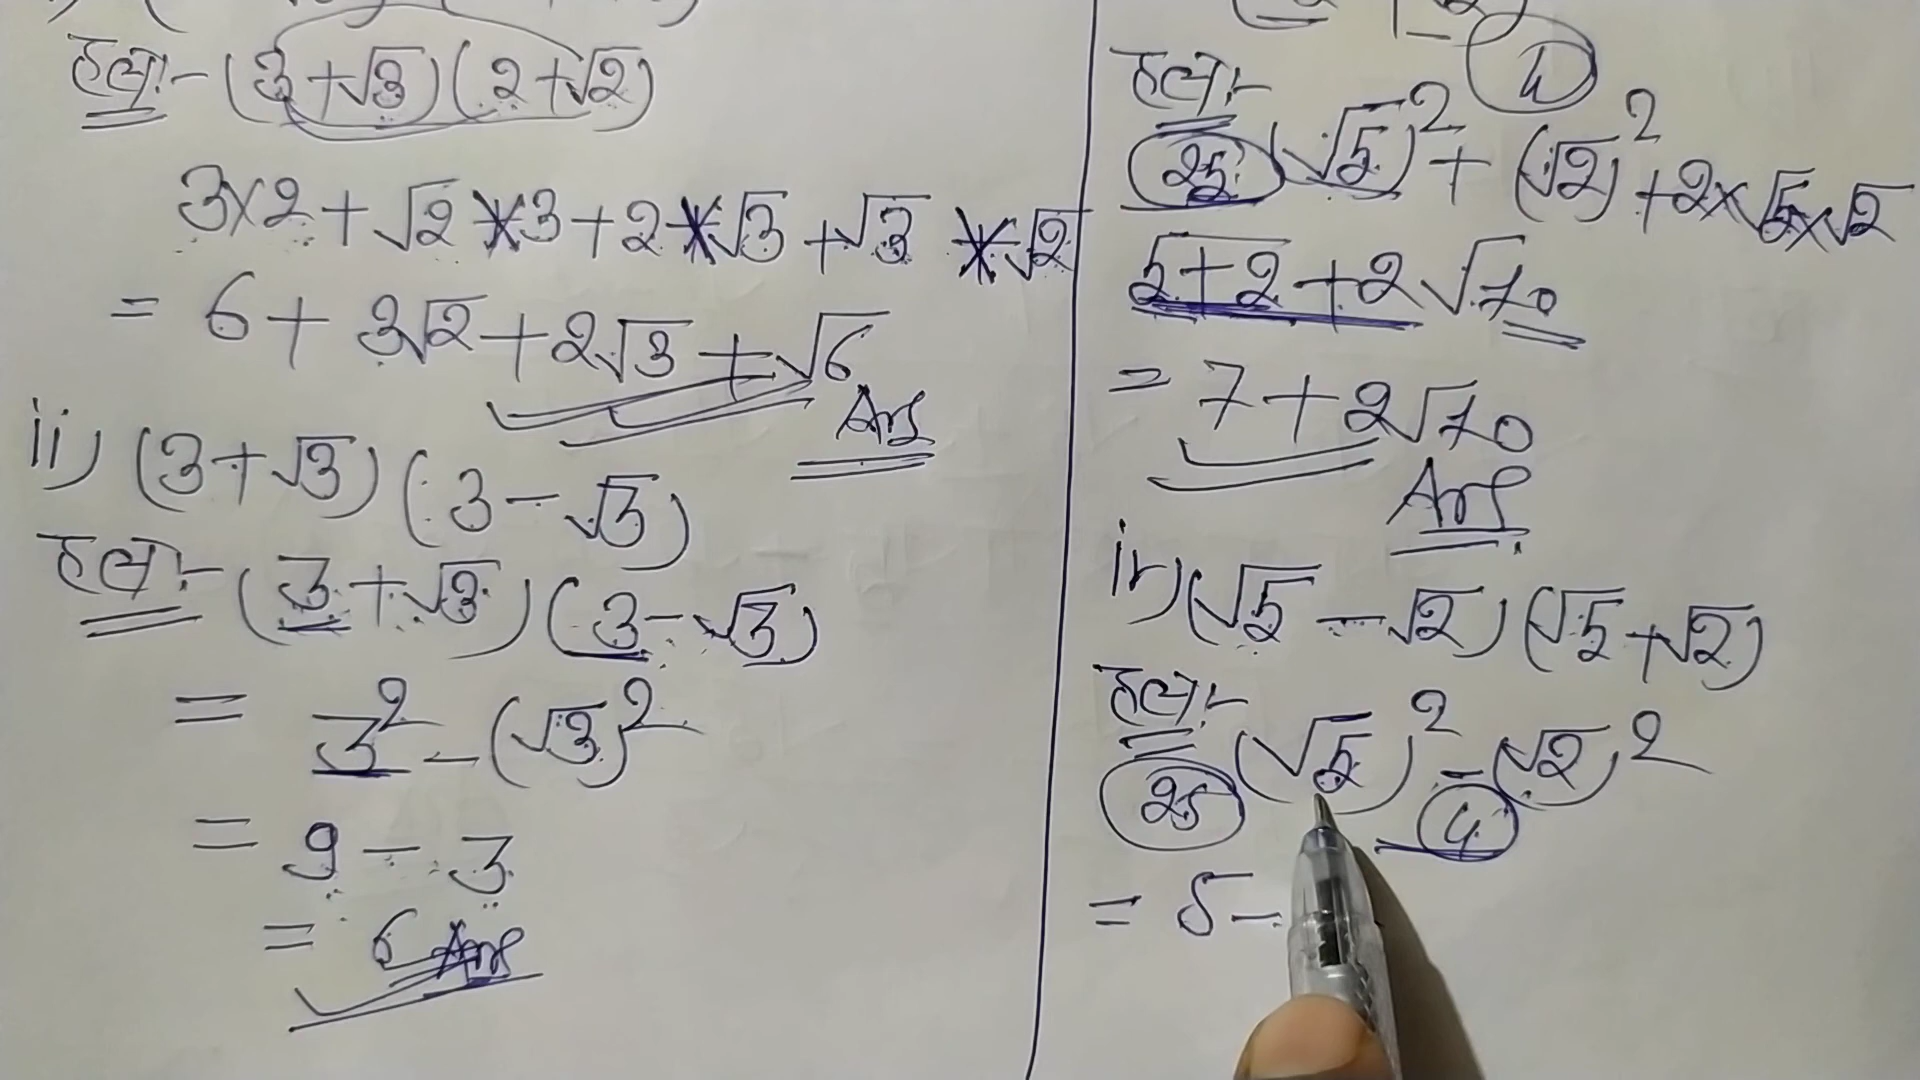 हलः- (3+√3)(2+√2)
3×2+√2×3+2×√3+√3×√2
= 6+3√2+2√3+√6
Ans
ii) (3+√3)(3-√3)
हलः- (3+√3)(3-√3)
= 3²-(√3)²
= 9-3
= 6 Ans
4
हलः-
25 (√5)²+(√2)²+2×√5×√2
5+2+2√10
= 7+2√10
Ans
iv) (√5-√2)(√5+√2)
हलः-
25 (√5)²-(√2)²
4
= 5-